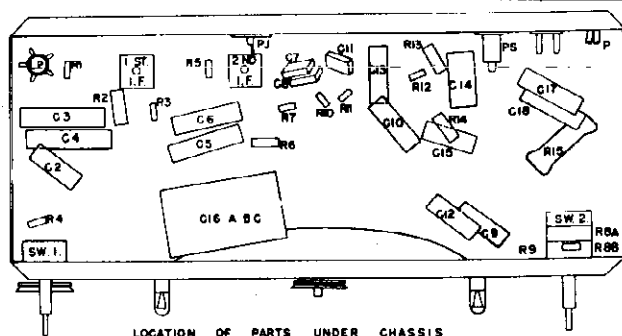 PJ
PS
P
P
R1
1 ST.
I.F.
R5
2 ND
I.F.
C7
C8
C11
C13
R13
R12
C14
C17
C18
R2
R3
C3
C4
C2
C6
C5
R7
R10
R11
R6
C10
R14
C15
R15
R4
C16 A BC
C12
C9
SW. 1.
SW. 2.
R8A
R9
R8B
LOCATION OF PARTS UNDER CHASSIS